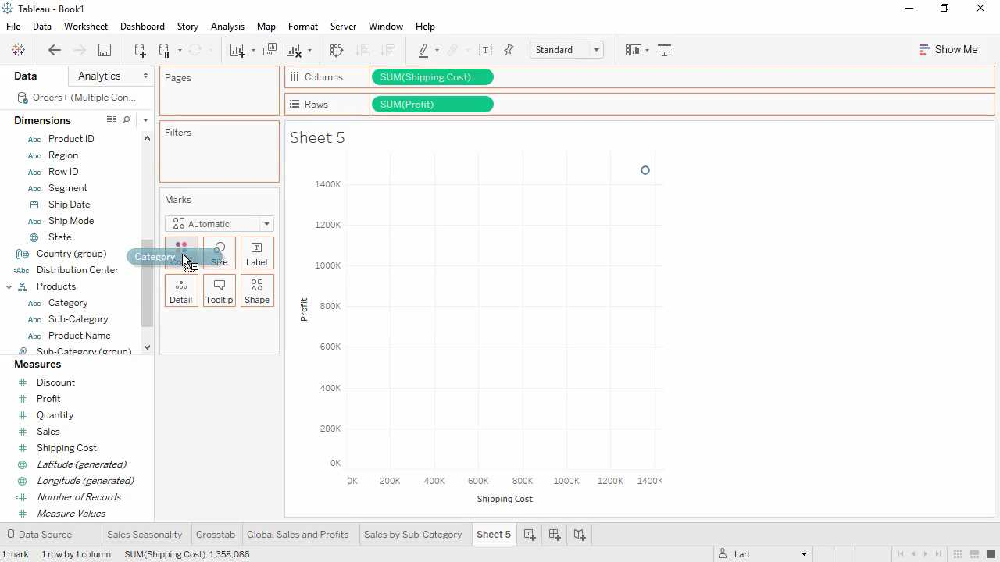 Tableau - Book1
File Data Worksheet Dashboard Story Analysis Map Format Server Window Help
Standard
Show Me
Data
Analytics
Orders+ (Multiple Con...
Dimensions
Abc Product ID
Abc Region
Abc Row ID
Abc Segment
Ship Date
Abc Ship Mode
State
Country (group)
=Abc Distribution Center
Products
Abc Category
Abc Sub-Category
Abc Product Name
Sub-Category (group)
Measures
Discount
Profit
Quantity
Sales
Shipping Cost
Latitude (generated)
Longitude (generated)
Number of Records
Measure Values
Pages
Filters
Marks
Automatic
Category
Size
Label
Detail
Tooltip
Shape
Columns
SUM(Shipping Cost)
Rows
SUM(Profit)
Sheet 5
1400K
1200K
1000K
800K
600K
400K
200K
0K
Profit
0K 200K 400K 600K 800K 1000K 1200K 1400K
Shipping Cost
Data Source
Sales Seasonality
Crosstab
Global Sales and Profits
Sales by Sub-Category
Sheet 5
1 mark 1 row by 1 column SUM(Shipping Cost): 1,358,086
Lari